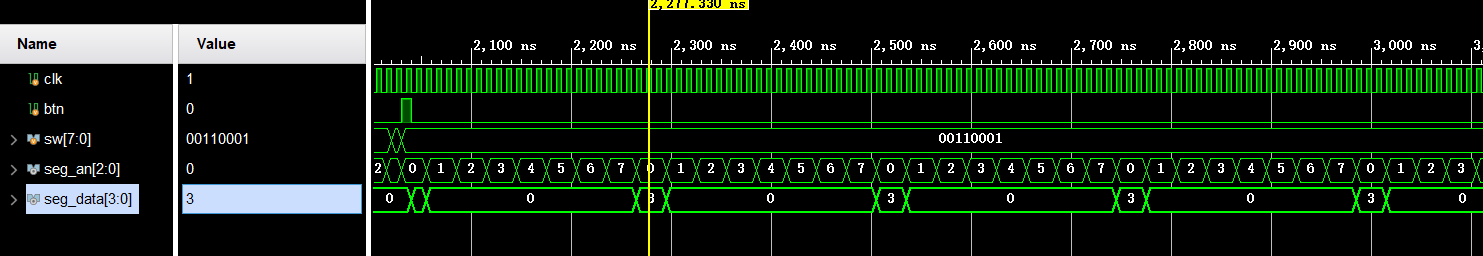 2,277.330 ns
Name Value
2,100 ns 2,200 ns 2,300 ns 2,400 ns 2,500 ns 2,600 ns 2,700 ns 2,800 ns 2,900 ns 3,000 ns
clk 1
btn 0
sw[7:0] 00110001 00110001
seg_an[2:0] 0 2 0 1 2 3 4 5 6 7 0 1 2 3 4 5 6 7 0 1 2 3 4 5 6 7 0 1 2 3 4 5 6 7 0 1 2 3
seg_data[3:0] 3 0 0 3 0 3 0 3 0 3 0